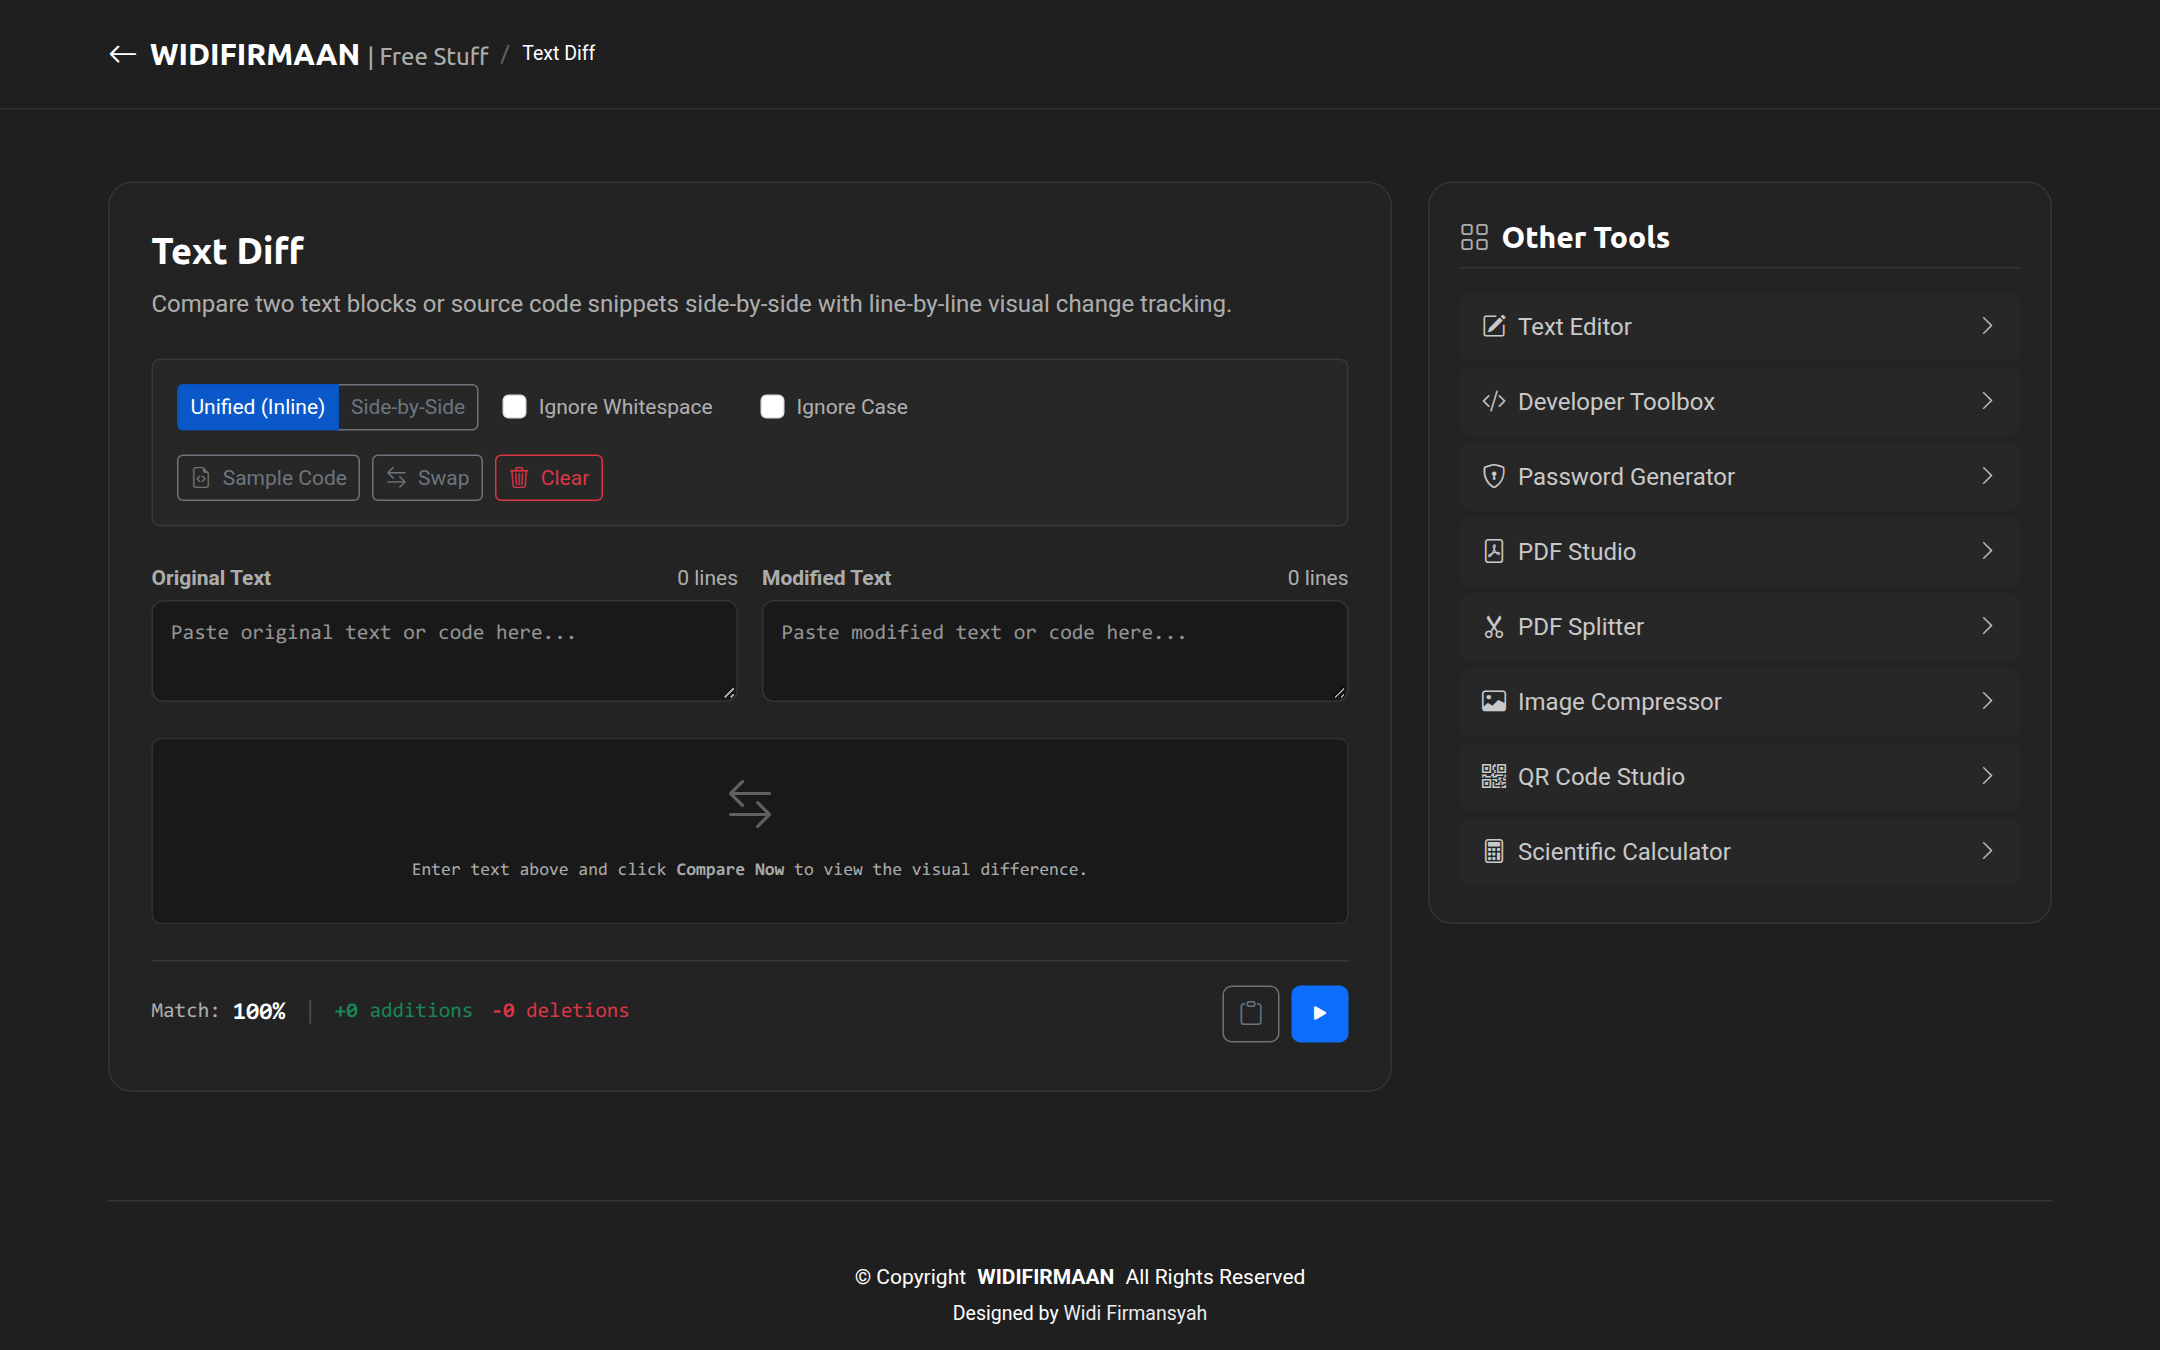 WIDIFIRMAAN | Free Stuff / Text Diff
Text Diff
Compare two text blocks or source code snippets side-by-side with line-by-line visual change tracking.
Unified (Inline) Side-by-Side Ignore Whitespace Ignore Case
Sample Code Swap Clear
Original Text 0 lines Modified Text 0 lines
Paste original text or code here... Paste modified text or code here...
Enter text above and click Compare Now to view the visual difference.
Match: 100% | +0 additions -0 deletions
Other Tools
Text Editor
Developer Toolbox
Password Generator
PDF Studio
PDF Splitter
Image Compressor
QR Code Studio
Scientific Calculator
© Copyright WIDIFIRMAAN All Rights Reserved
Designed by Widi Firmansyah